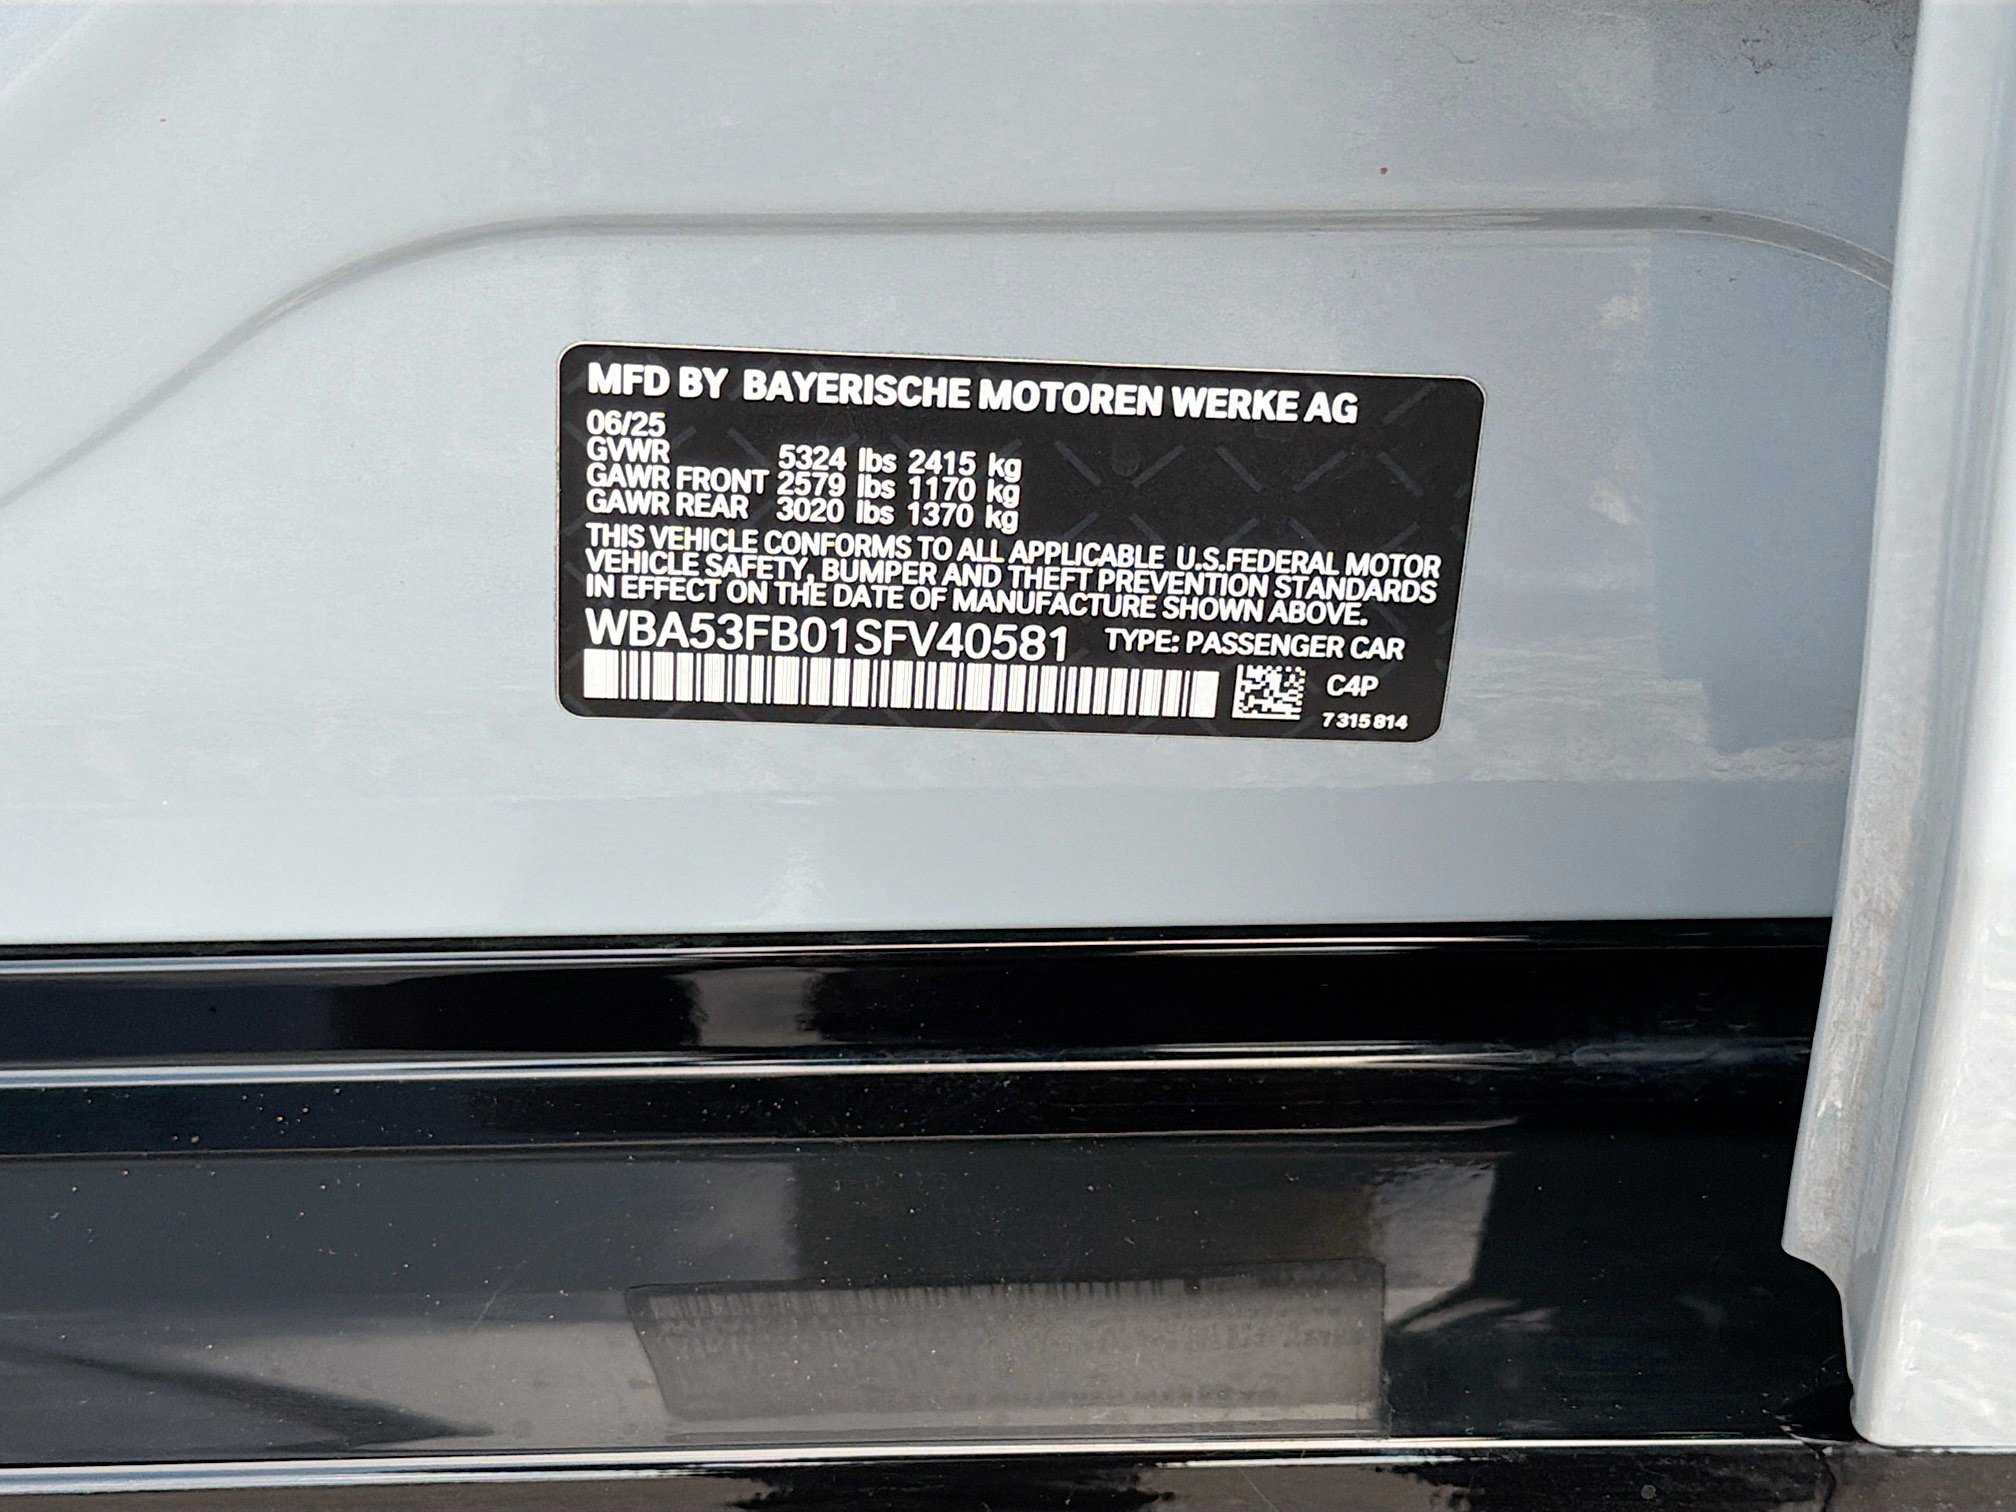 MFD BY BAYERISCHE MOTOREN WERKE AG
06/25
GVWR 5324 lbs 2415 kg
GAWR FRONT 2579 lbs 1170 kg
GAWR REAR 3020 lbs 1370 kg
THIS VEHICLE CONFORMS TO ALL APPLICABLE U.S.FEDERAL MOTOR
VEHICLE SAFETY, BUMPER AND THEFT PREVENTION STANDARDS
IN EFFECT ON THE DATE OF MANUFACTURE SHOWN ABOVE.
WBA53FB01SFV40581 TYPE: PASSENGER CAR
C4P
7 315 814